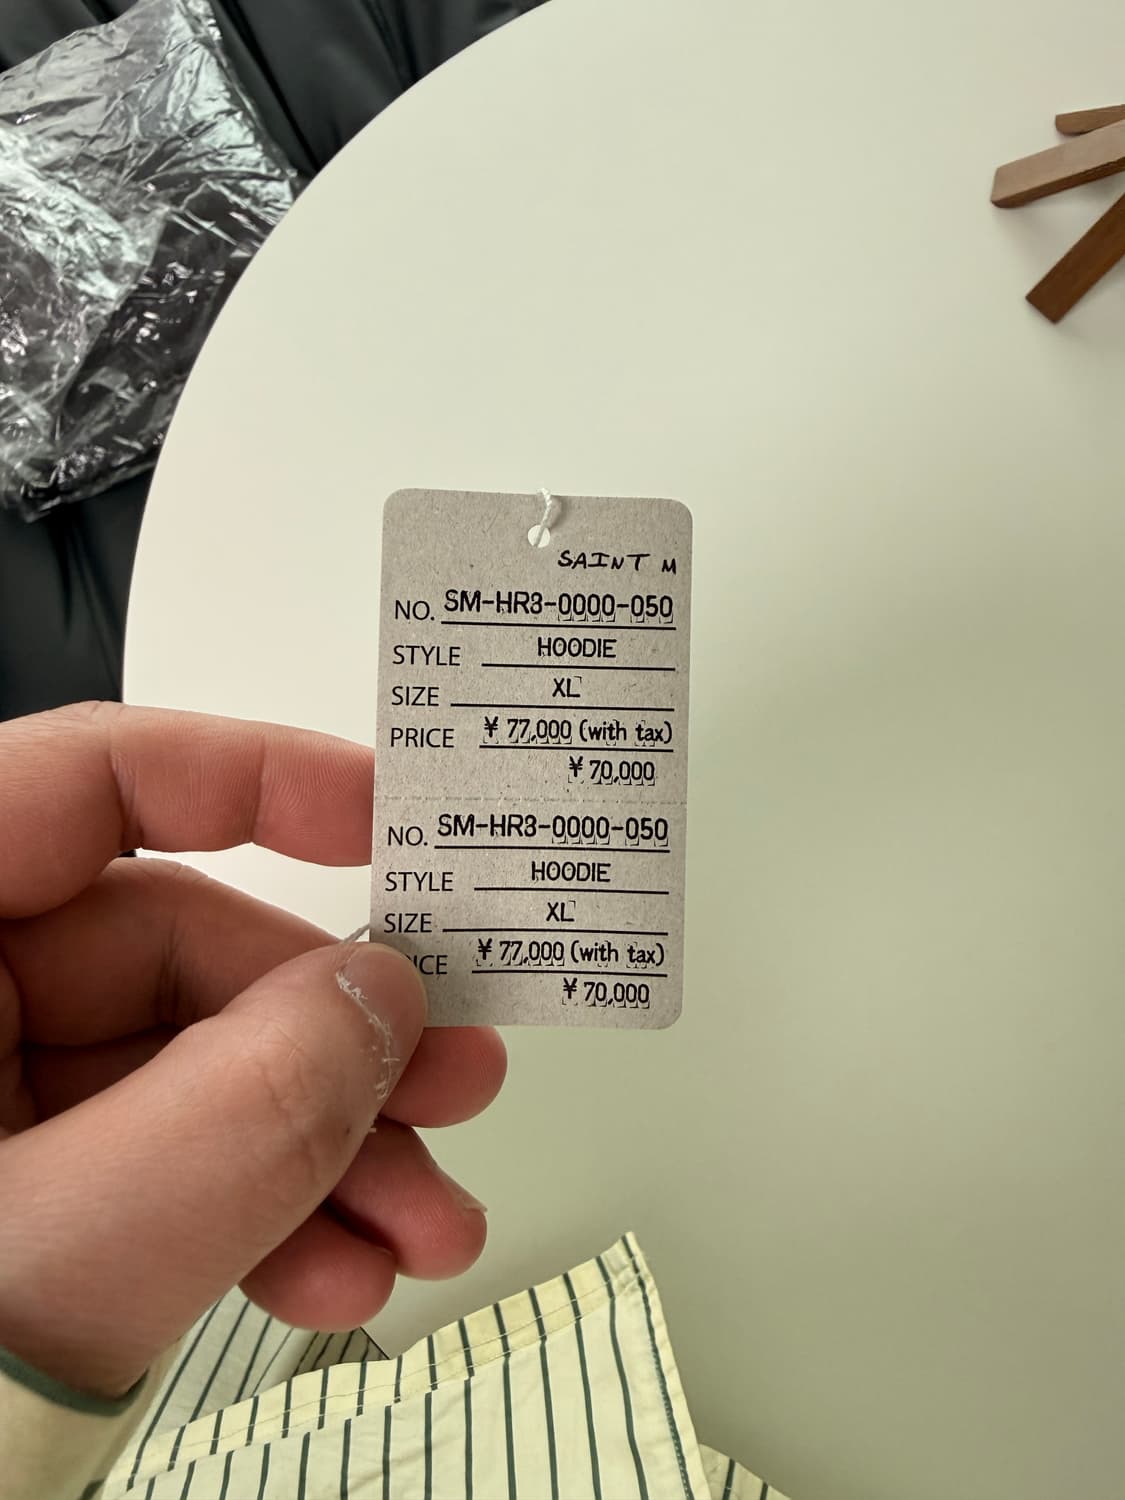 SAINT M
NO. SM-HR3-0000-050
STYLE HOODIE
SIZE XL
PRICE ¥ 77,000 (with tax)
¥ 70,000
NO. SM-HR3-0000-050
STYLE HOODIE
SIZE XL
ICE ¥ 77,000 (with tax)
¥ 70,000